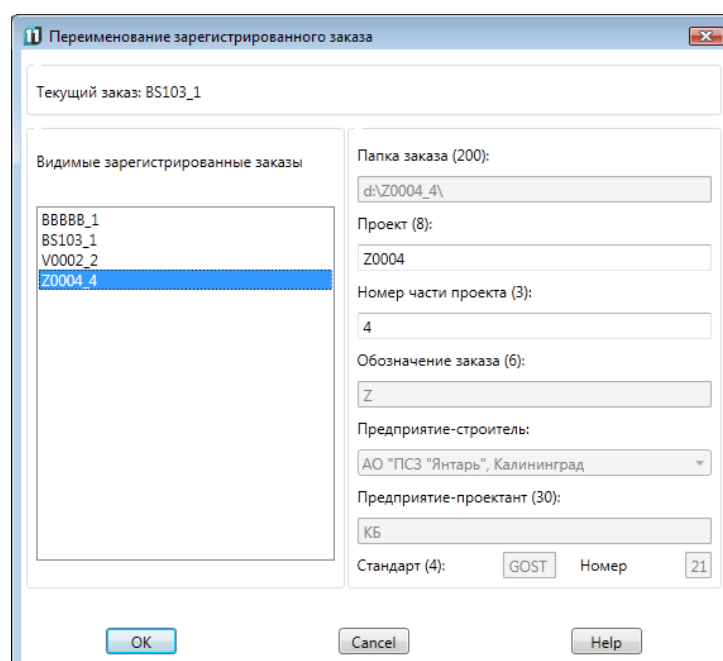 Переименование зарегистрированного заказа
Текущий заказ: BS103_1
Видимые зарегистрированные заказы
BBBBB_1
BS103_1
V0002_2
Z0004_4
Папка заказа (200):
d:\Z0004_4\
Проект (8):
Z0004
Номер части проекта (3):
4
Обозначение заказа (6):
Z
Предприятие-строитель:
АО "ПСЗ "Янтарь", Калининград
Предприятие-проектант (30):
КБ
Стандарт (4): GOST Номер 21
OK Cancel Help